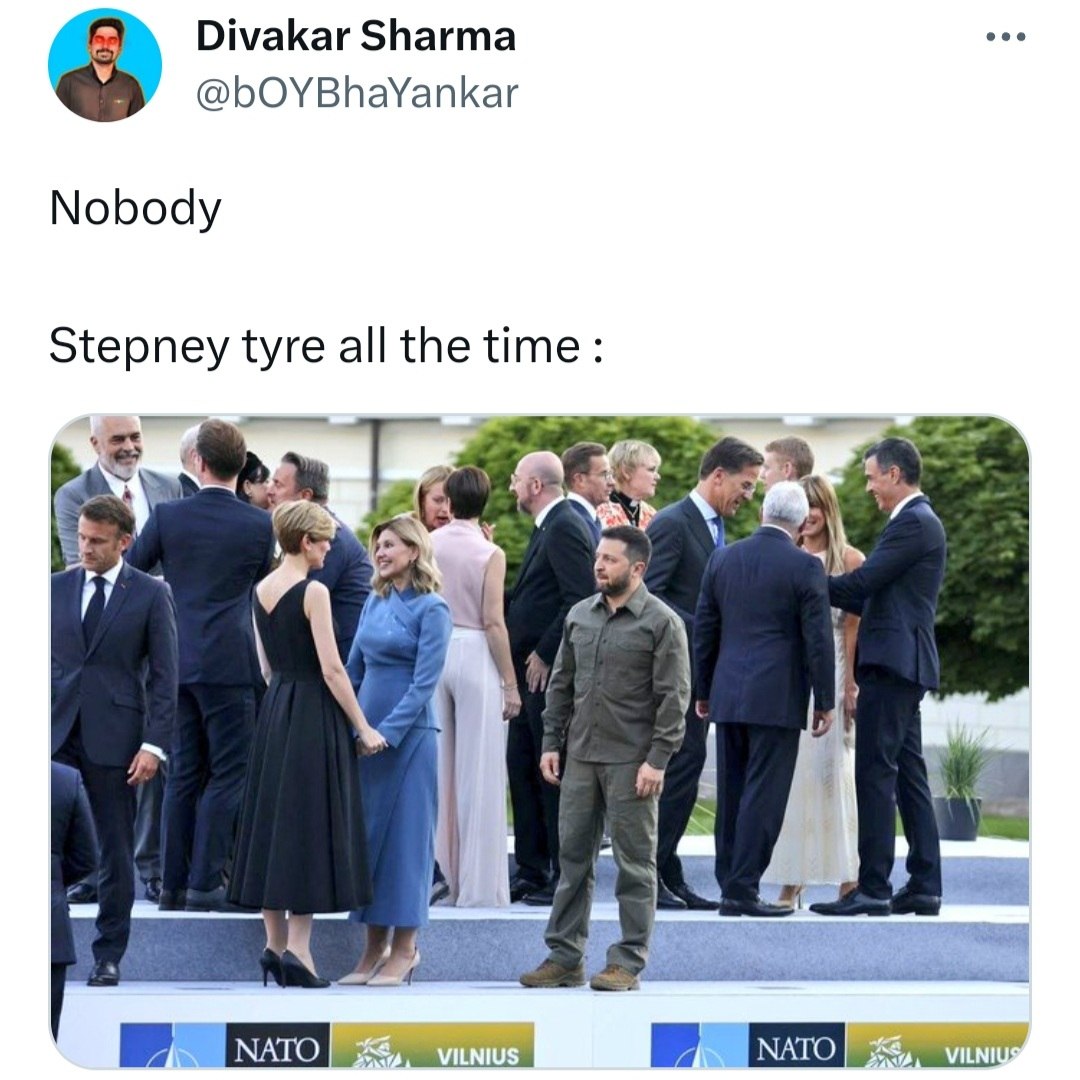 Divakar Sharma
@bOYBhaYankar
Nobody
Stepney tyre all the time :
NATO VILNIUS NATO VILNIUS